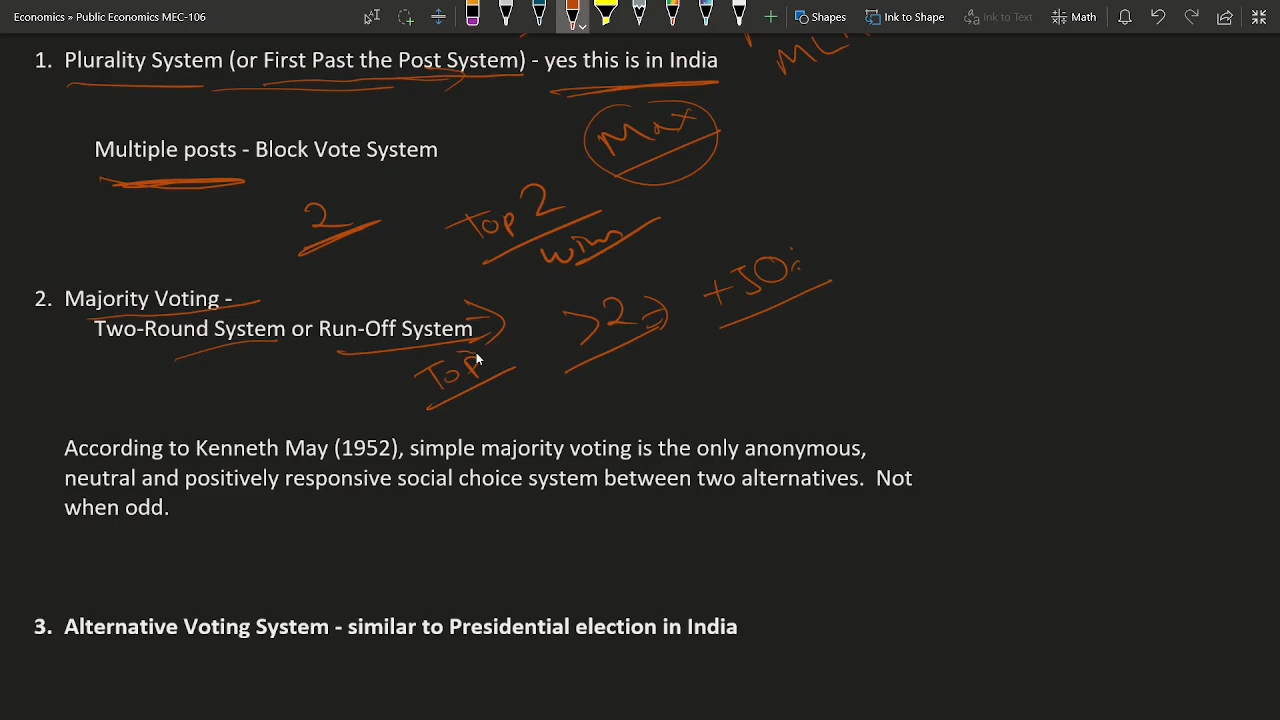 Economics » Public Economics MEC-106
Shapes
Ink to Shape
Ink to Text
Math
1. Plurality System (or First Past the Post System) - yes this is in India
Max
Multiple posts - Block Vote System
2
Top 2
wins
2. Majority Voting -
Two-Round System or Run-Off System
>2
Top
According to Kenneth May (1952), simple majority voting is the only anonymous,
neutral and positively responsive social choice system between two alternatives. Not
when odd.
3. Alternative Voting System - similar to Presidential election in India